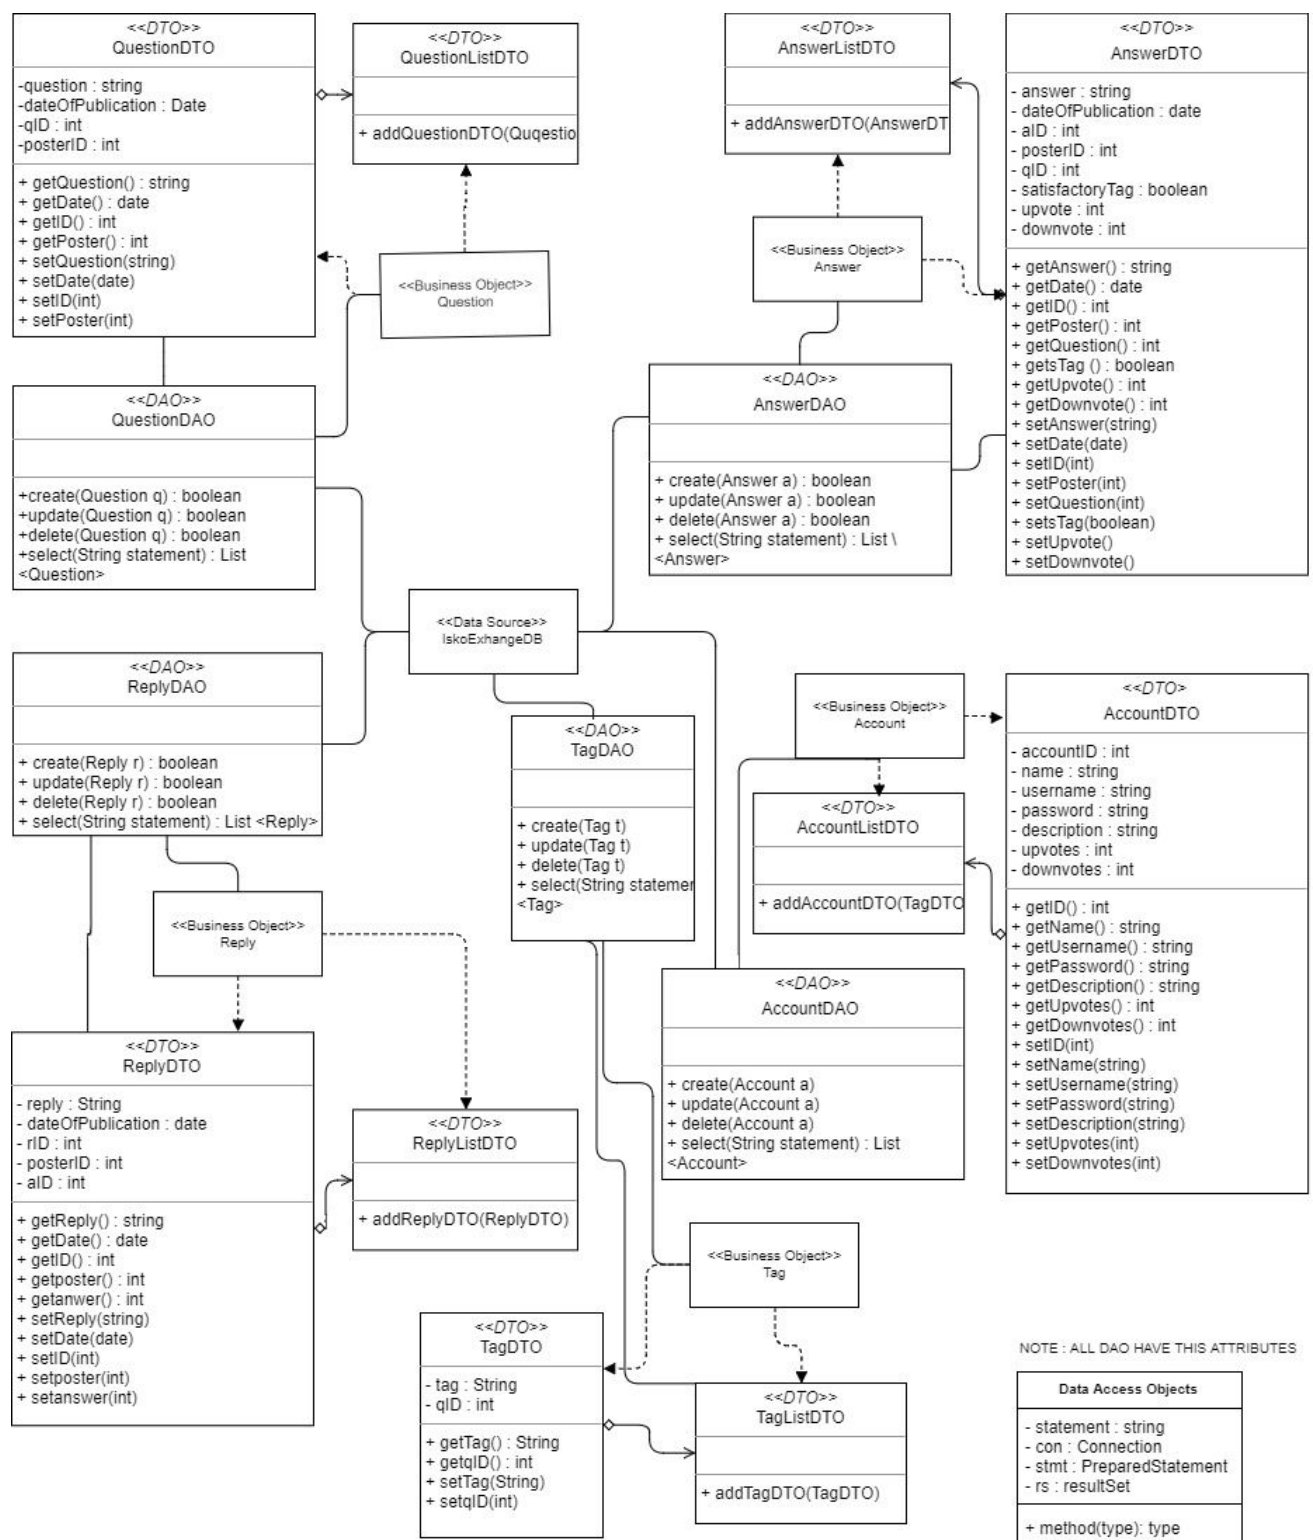 <<DTO>>
QuestionDTO
-question : string
-dateOfPublication : Date
-qID : int
-posterID : int
+ getQuestion() : string
+ getDate() : date
+ getID() : int
+ getPoster() : int
+ setQuestion(string)
+ setDate(date)
+ setID(int)
+ setPoster(int)
<<DTO>>
QuestionListDTO
+ addQuestionDTO(Quqestio
<<DTO>>
AnswerListDTO
+ addAnswerDTO(AnswerDT
<<DTO>>
AnswerDTO
- answer : string
- dateOfPublication : date
- aID : int
- posterID : int
- qID : int
- satisfactoryTag : boolean
- upvote : int
- downvote : int
+ getAnswer() : string
+ getDate() : date
+ getID() : int
+ getPoster() : int
+ getQuestion() : int
+ getsTag () : boolean
+ getUpvote() : int
+ getDownvote() : int
+ setAnswer(string)
+ setDate(date)
+ setID(int)
+ setPoster(int)
+ setQuestion(int)
+ setsTag(boolean)
+ setUpvote()
+ setDownvote()
<<Business Object>>
Question
<<Business Object>>
Answer
<<DAO>>
QuestionDAO
+create(Question q) : boolean
+update(Question q) : boolean
+delete(Question q) : boolean
+select(String statement) : List
<Question>
<<DAO>>
AnswerDAO
+ create(Answer a) : boolean
+ update(Answer a) : boolean
+ delete(Answer a) : boolean
+ select(String statement) : List \
<Answer>
<<Data Source>>
IskoExhangeDB
<<DAO>>
ReplyDAO
+ create(Reply r) : boolean
+ update(Reply r) : boolean
+ delete(Reply r) : boolean
+ select(String statement) : List <Reply>
<<DAO>>
TagDAO
+ create(Tag t)
+ update(Tag t)
+ delete(Tag t)
+ select(String statemer
<Tag>
<<Business Object>>
Account
<<DTO>
AccountDTO
- accountID : int
- name : string
- username : string
- password : string
- description : string
- upvotes : int
- downvotes : int
+ getID() : int
+ getName() : string
+ getUsername() : string
+ getPassword() : string
+ getDescription() : string
+ getUpvotes() : int
+ getDownvotes() : int
+ setID(int)
+ setName(string)
+ setUsername(string)
+ setPassword(string)
+ setDescription(string)
+ setUpvotes(int)
+ setDownvotes(int)
<<DTO>>
AccountListDTO
+ addAccountDTO(TagDTO
<<Business Object>>
Reply
<<DAO>>
AccountDAO
+ create(Account a)
+ update(Account a)
+ delete(Account a)
+ select(String statement) : List
<Account>
<<DTO>>
ReplyDTO
- reply : String
- dateOfPublication : date
- rID : int
- posterID : int
- aID : int
+ getReply() : string
+ getDate() : date
+ getID() : int
+ getposter() : int
+ getanwer() : int
+ setReply(string)
+ setDate(date)
+ setID(int)
+ setposter(int)
+ setanswer(int)
<<DTO>>
ReplyListDTO
+ addReplyDTO(ReplyDTO)
<<Business Object>>
Tag
<<DTO>>
TagDTO
- tag : String
- qID : int
+ getTag() : String
+ getqID() : int
+ setTag(String)
+ setqID(int)
<<DTO>>
TagListDTO
+ addTagDTO(TagDTO)
NOTE : ALL DAO HAVE THIS ATTRIBUTES
Data Access Objects
- statement : string
- con : Connection
- stmt : PreparedStatement
- rs : resultSet
+ method(type): type